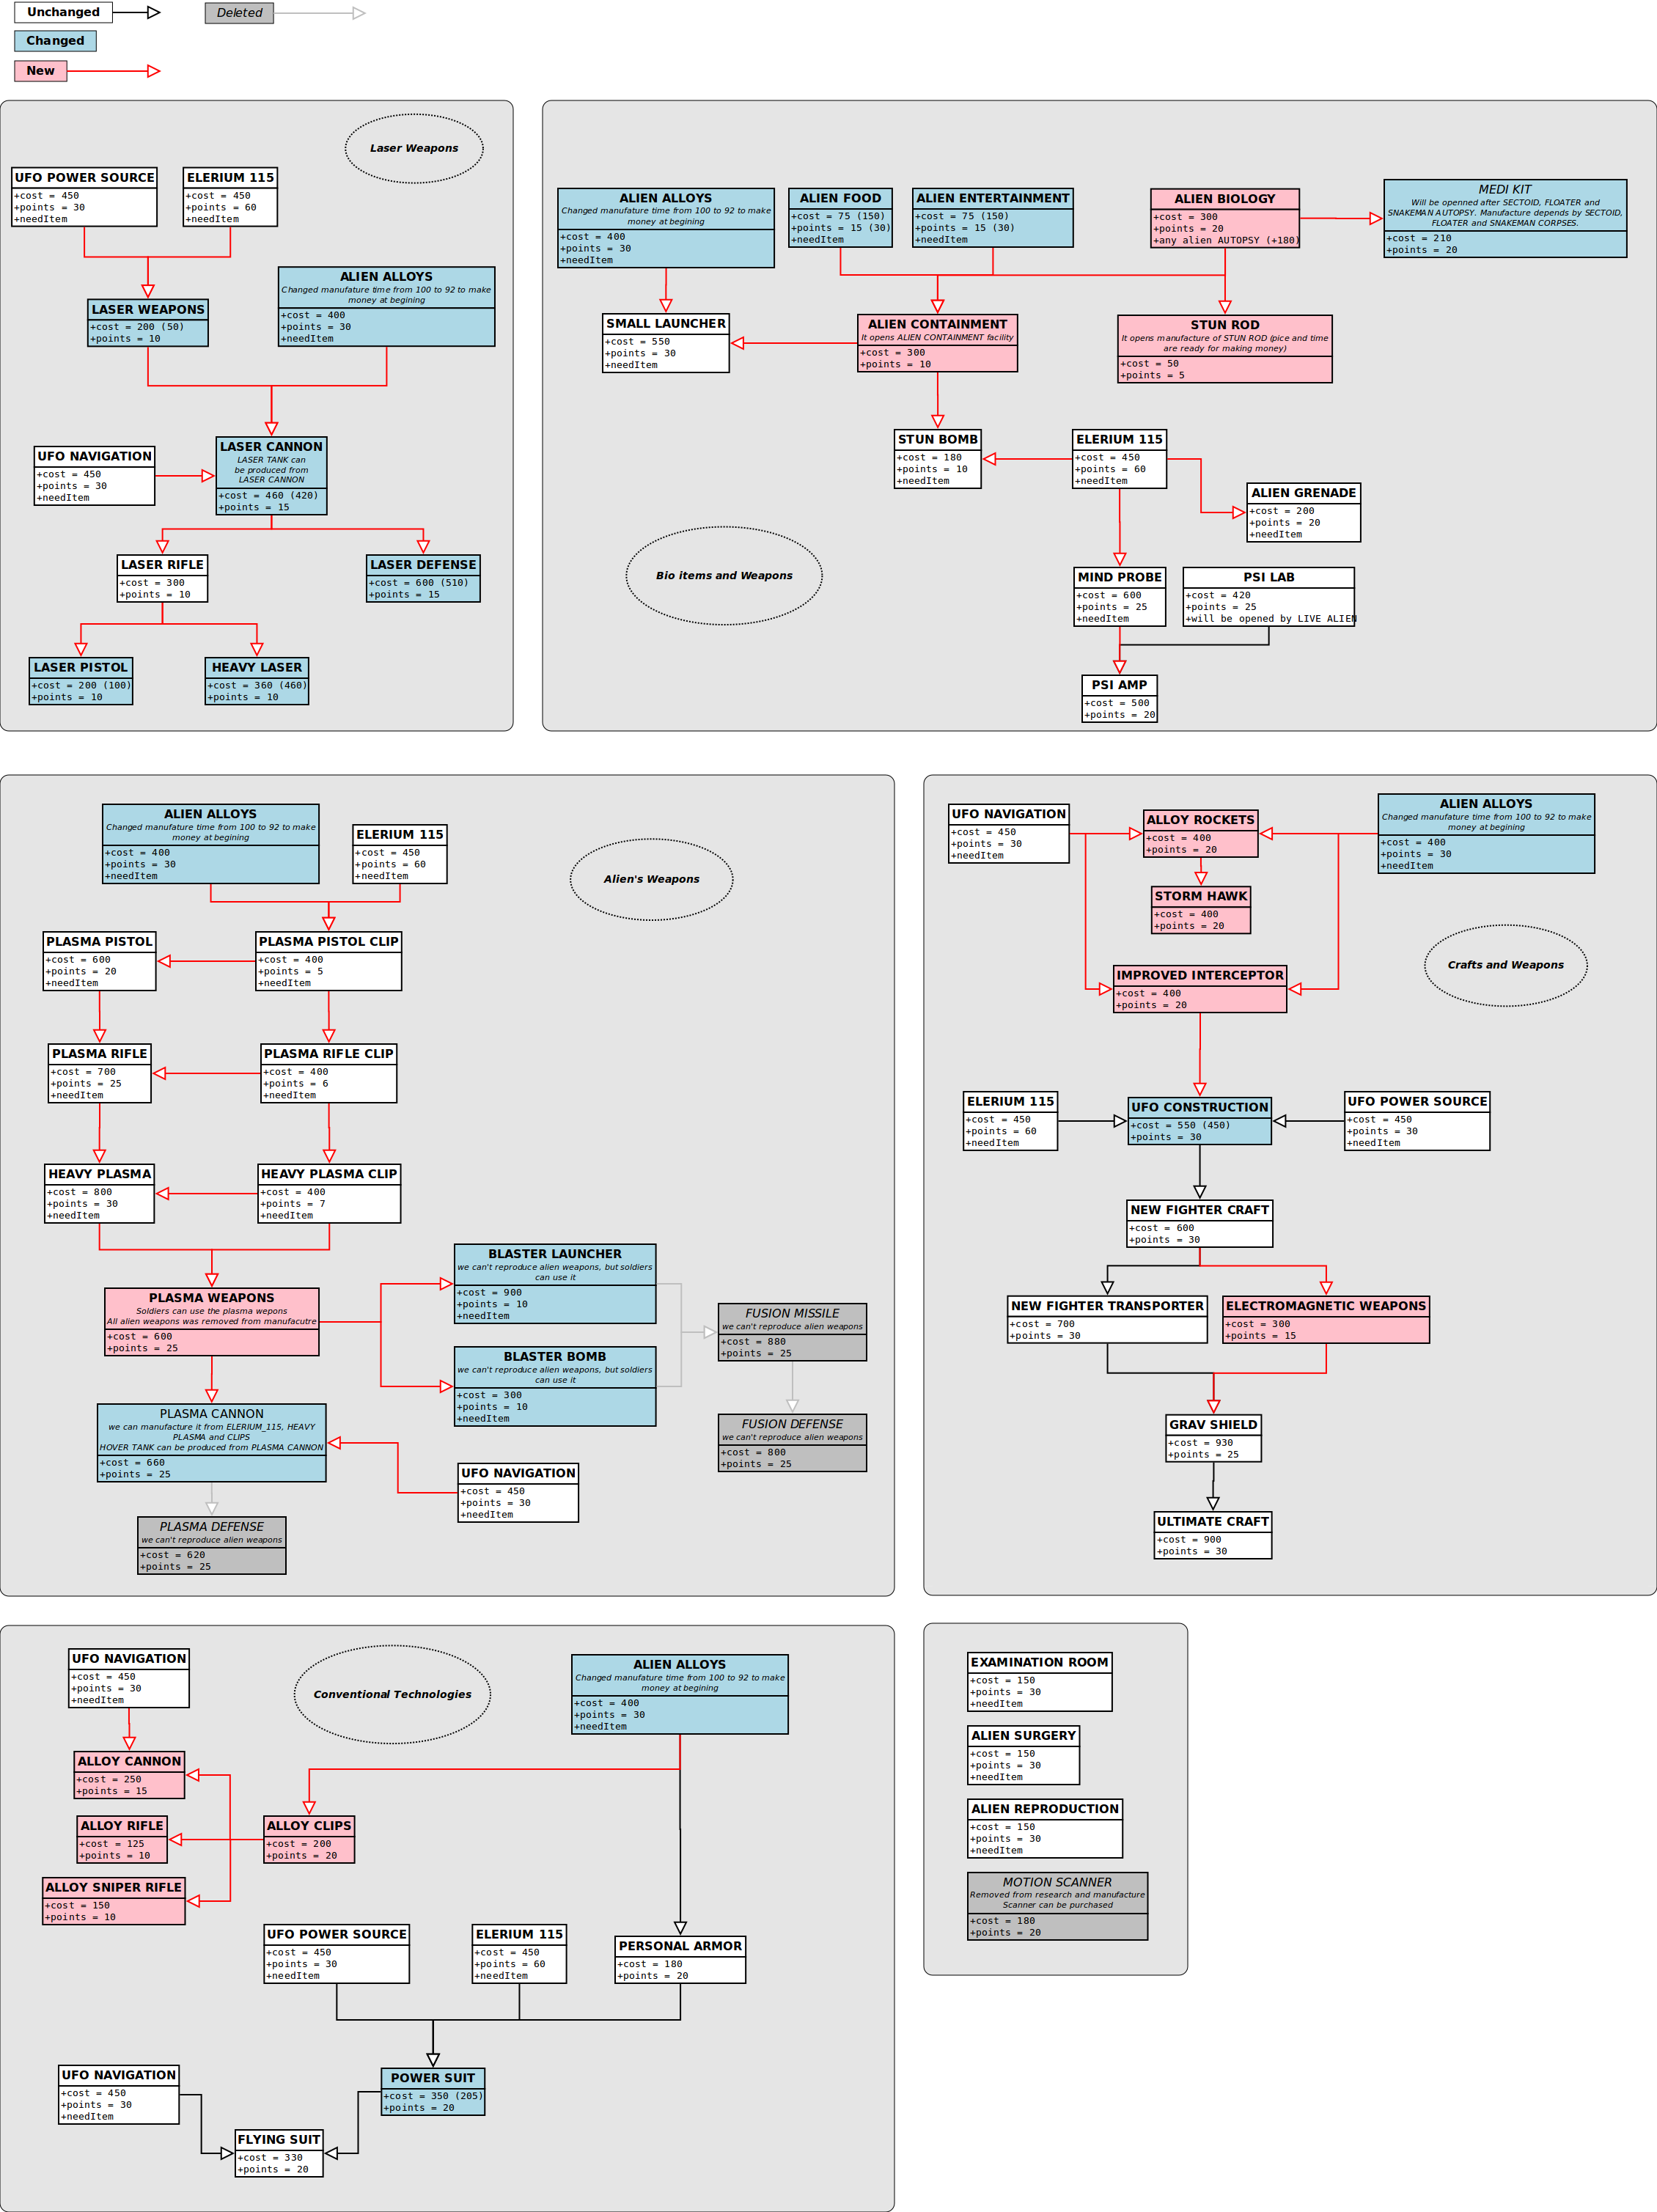 Unchanged
Deleted
Changed
New
Laser Weapons
UFO POWER SOURCE
+cost = 450
+points = 30
+needItem
ELERIUM 115
+cost = 450
+points = 60
+needItem
ALIEN ALLOYS
Changed manufature time from 100 to 92 to make
money at begining
+cost = 400
+points = 30
+needItem
LASER WEAPONS
+cost = 200 (50)
+points = 10
UFO NAVIGATION
+cost = 450
+points = 30
+needItem
LASER CANNON
LASER TANK can
be produced from
LASER CANNON
+cost = 460 (420)
+points = 15
LASER RIFLE
+cost = 300
+points = 10
LASER DEFENSE
+cost = 600 (510)
+points = 15
LASER PISTOL
+cost = 200 (100)
+points = 10
HEAVY LASER
+cost = 360 (460)
+points = 10
ALIEN ALLOYS
Changed manufature time from 100 to 92 to make
money at begining
+cost = 400
+points = 30
+needItem
ALIEN FOOD
+cost = 75 (150)
+points = 15 (30)
+needItem
ALIEN ENTERTAINMENT
+cost = 75 (150)
+points = 15 (30)
+needItem
ALIEN BIOLOGY
+cost = 300
+points = 20
+any alien AUTOPSY (+180)
MEDI KIT
Will be openned after SECTOID, FLOATER and
SNAKEMAN AUTOPSY. Manufacture depends by SECTOID,
FLOATER and SNAKEMAN CORPSES.
+cost = 210
+points = 20
SMALL LAUNCHER
+cost = 550
+points = 30
+needItem
ALIEN CONTAINMENT
It opens ALIEN CONTAINMENT facility
+cost = 300
+points = 10
STUN ROD
It opens manufacture of STUN ROD (pice and time
are ready for making money)
+cost = 50
+points = 5
STUN BOMB
+cost = 180
+points = 10
+needItem
ELERIUM 115
+cost = 450
+points = 60
+needItem
ALIEN GRENADE
+cost = 200
+points = 20
+needItem
Bio items and Weapons
MIND PROBE
+cost = 600
+points = 25
+needItem
PSI LAB
+cost = 420
+points = 25
+will be opened by LIVE ALIEN
PSI AMP
+cost = 500
+points = 20
ALIEN ALLOYS
Changed manufature time from 100 to 92 to make
money at begining
+cost = 400
+points = 30
+needItem
ELERIUM 115
+cost = 450
+points = 60
+needItem
Alien's Weapons
PLASMA PISTOL
+cost = 600
+points = 20
+needItem
PLASMA PISTOL CLIP
+cost = 400
+points = 5
+needItem
PLASMA RIFLE
+cost = 700
+points = 25
+needItem
PLASMA RIFLE CLIP
+cost = 400
+points = 6
+needItem
HEAVY PLASMA
+cost = 800
+points = 30
+needItem
HEAVY PLASMA CLIP
+cost = 400
+points = 7
+needItem
PLASMA WEAPONS
Soldiers can use the plasma wepons
All alien weapons was removed from manufacutre
+cost = 600
+points = 25
BLASTER LAUNCHER
we can't reproduce alien weapons, but soldiers
can use it
+cost = 900
+points = 10
+needItem
BLASTER BOMB
we can't reproduce alien weapons, but soldiers
can use it
+cost = 300
+points = 10
+needItem
FUSION MISSILE
we can't reproduce alien weapons
+cost = 880
+points = 25
FUSION DEFENSE
we can't reproduce alien weapons
+cost = 800
+points = 25
PLASMA CANNON
we can manufacture it from ELERIUM_115, HEAVY
PLASMA and CLIPS
HOVER TANK can be produced from PLASMA CANNON
+cost = 660
+points = 25
UFO NAVIGATION
+cost = 450
+points = 30
+needItem
PLASMA DEFENSE
we can't reproduce alien weapons
+cost = 620
+points = 25
UFO NAVIGATION
+cost = 450
+points = 30
+needItem
ALLOY ROCKETS
+cost = 400
+points = 20
ALIEN ALLOYS
Changed manufature time from 100 to 92 to make
money at begining
+cost = 400
+points = 30
+needItem
STORM HAWK
+cost = 400
+points = 20
Crafts and Weapons
IMPROVED INTERCEPTOR
+cost = 400
+points = 20
ELERIUM 115
+cost = 450
+points = 60
+needItem
UFO CONSTRUCTION
+cost = 550 (450)
+points = 30
UFO POWER SOURCE
+cost = 450
+points = 30
+needItem
NEW FIGHTER CRAFT
+cost = 600
+points = 30
NEW FIGHTER TRANSPORTER
+cost = 700
+points = 30
ELECTROMAGNETIC WEAPONS
+cost = 300
+points = 15
GRAV SHIELD
+cost = 930
+points = 25
ULTIMATE CRAFT
+cost = 900
+points = 30
UFO NAVIGATION
+cost = 450
+points = 30
+needItem
Conventional Technologies
ALIEN ALLOYS
Changed manufature time from 100 to 92 to make
money at begining
+cost = 400
+points = 30
+needItem
ALLOY CANNON
+cost = 250
+points = 15
ALLOY RIFLE
+cost = 125
+points = 10
ALLOY CLIPS
+cost = 200
+points = 20
ALLOY SNIPER RIFLE
+cost = 150
+points = 10
UFO POWER SOURCE
+cost = 450
+points = 30
+needItem
ELERIUM 115
+cost = 450
+points = 60
+needItem
PERSONAL ARMOR
+cost = 180
+points = 20
UFO NAVIGATION
+cost = 450
+points = 30
+needItem
POWER SUIT
+cost = 350 (205)
+points = 20
FLYING SUIT
+cost = 330
+points = 20
EXAMINATION ROOM
+cost = 150
+points = 30
+needItem
ALIEN SURGERY
+cost = 150
+points = 30
+needItem
ALIEN REPRODUCTION
+cost = 150
+points = 30
+needItem
MOTION SCANNER
Removed from research and manufacture
Scanner can be purchased
+cost = 180
+points = 20